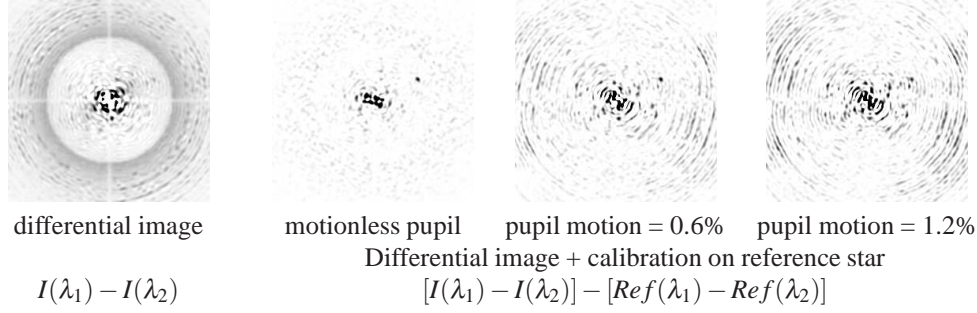 differential image
motionless pupil
pupil motion = 0.6%
pupil motion = 1.2%
Differential image + calibration on reference star
I(λ₁) − I(λ₂)
[I(λ₁) − I(λ₂)] − [Ref(λ₁) − Ref(λ₂)]